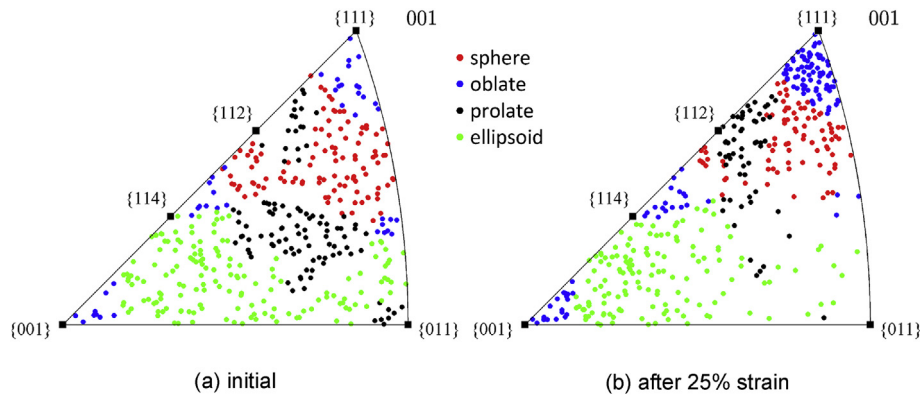 {111} 001
sphere
oblate
prolate
ellipsoid
{112}
{114}
{001}
{011}
(a) initial
{111} 001
{112}
{114}
{001}
{011}
(b) after 25% strain